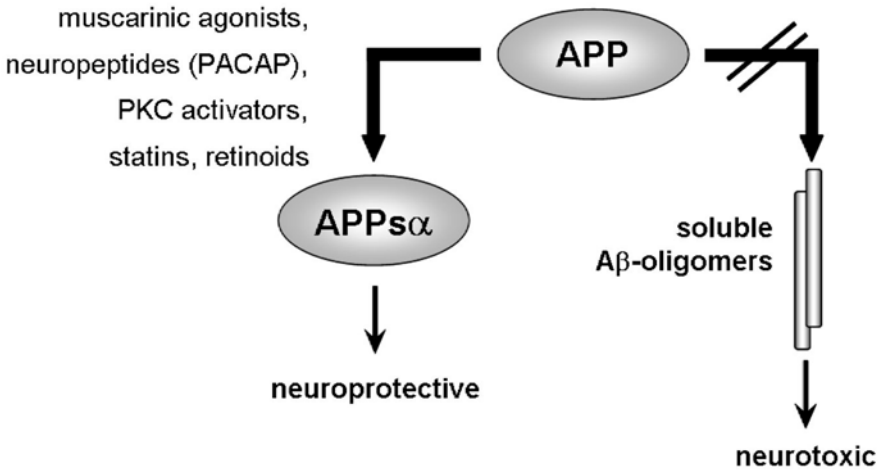 muscarinic agonists,
neuropeptides (PACAP),
PKC activators,
statins, retinoids
APP
APPsα
soluble
Aβ-oligomers
neuroprotective
neurotoxic